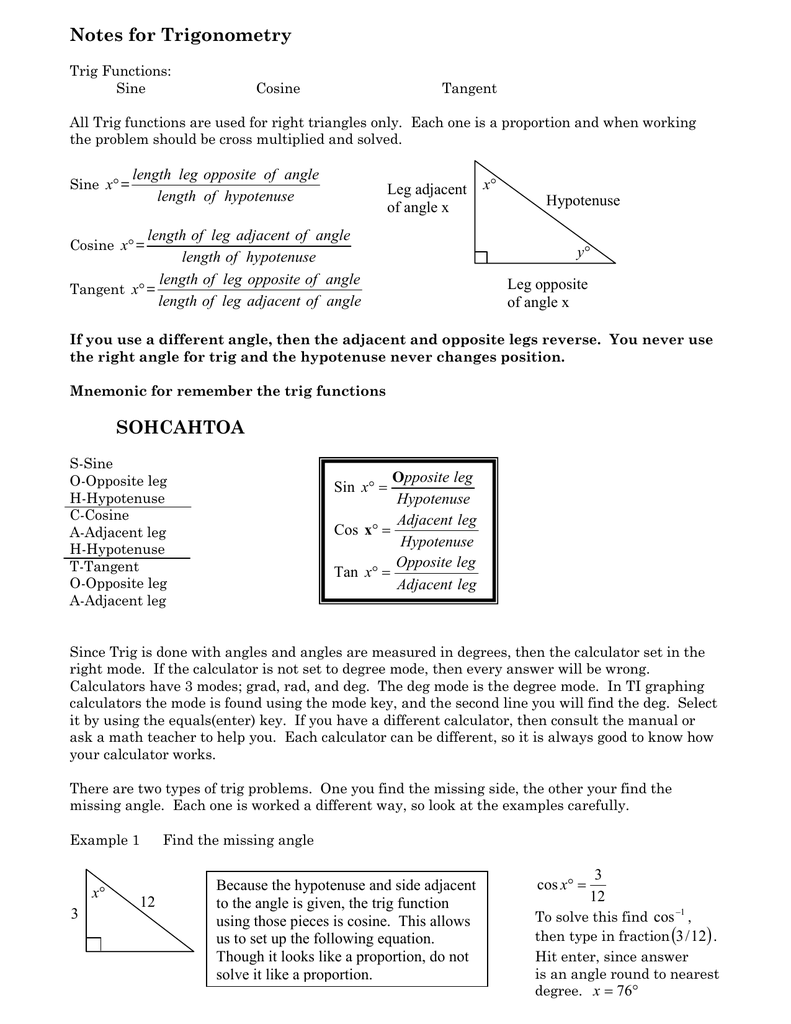 Notes for Trigonometry
Trig Functions:
Sine Cosine Tangent
All Trig functions are used for right triangles only. Each one is a proportion and when working
the problem should be cross multiplied and solved.
Sine x° = length leg opposite of angle / length of hypotenuse
Cosine x° = length of leg adjacent of angle / length of hypotenuse
Tangent x° = length of leg opposite of angle / length of leg adjacent of angle
Leg adjacent
of angle x
x°
Hypotenuse
y°
Leg opposite
of angle x
If you use a different angle, then the adjacent and opposite legs reverse. You never use
the right angle for trig and the hypotenuse never changes position.
Mnemonic for remember the trig functions
SOHCAHTOA
S-Sine
O-Opposite leg
H-Hypotenuse
C-Cosine
A-Adjacent leg
H-Hypotenuse
T-Tangent
O-Opposite leg
A-Adjacent leg
Sin x° = Opposite leg / Hypotenuse
Cos x° = Adjacent leg / Hypotenuse
Tan x° = Opposite leg / Adjacent leg
Since Trig is done with angles and angles are measured in degrees, then the calculator set in the
right mode. If the calculator is not set to degree mode, then every answer will be wrong.
Calculators have 3 modes; grad, rad, and deg. The deg mode is the degree mode. In TI graphing
calculators the mode is found using the mode key, and the second line you will find the deg. Select
it by using the equals(enter) key. If you have a different calculator, then consult the manual or
ask a math teacher to help you. Each calculator can be different, so it is always good to know how
your calculator works.
There are two types of trig problems. One you find the missing side, the other your find the
missing angle. Each one is worked a different way, so look at the examples carefully.
Example 1 Find the missing angle
x°
12
3
Because the hypotenuse and side adjacent
to the angle is given, the trig function
using those pieces is cosine. This allows
us to set up the following equation.
Though it looks like a proportion, do not
solve it like a proportion.
cos x° = 3 / 12
To solve this find cos⁻¹ ,
then type in fraction (3/12).
Hit enter, since answer
is an angle round to nearest
degree. x = 76°